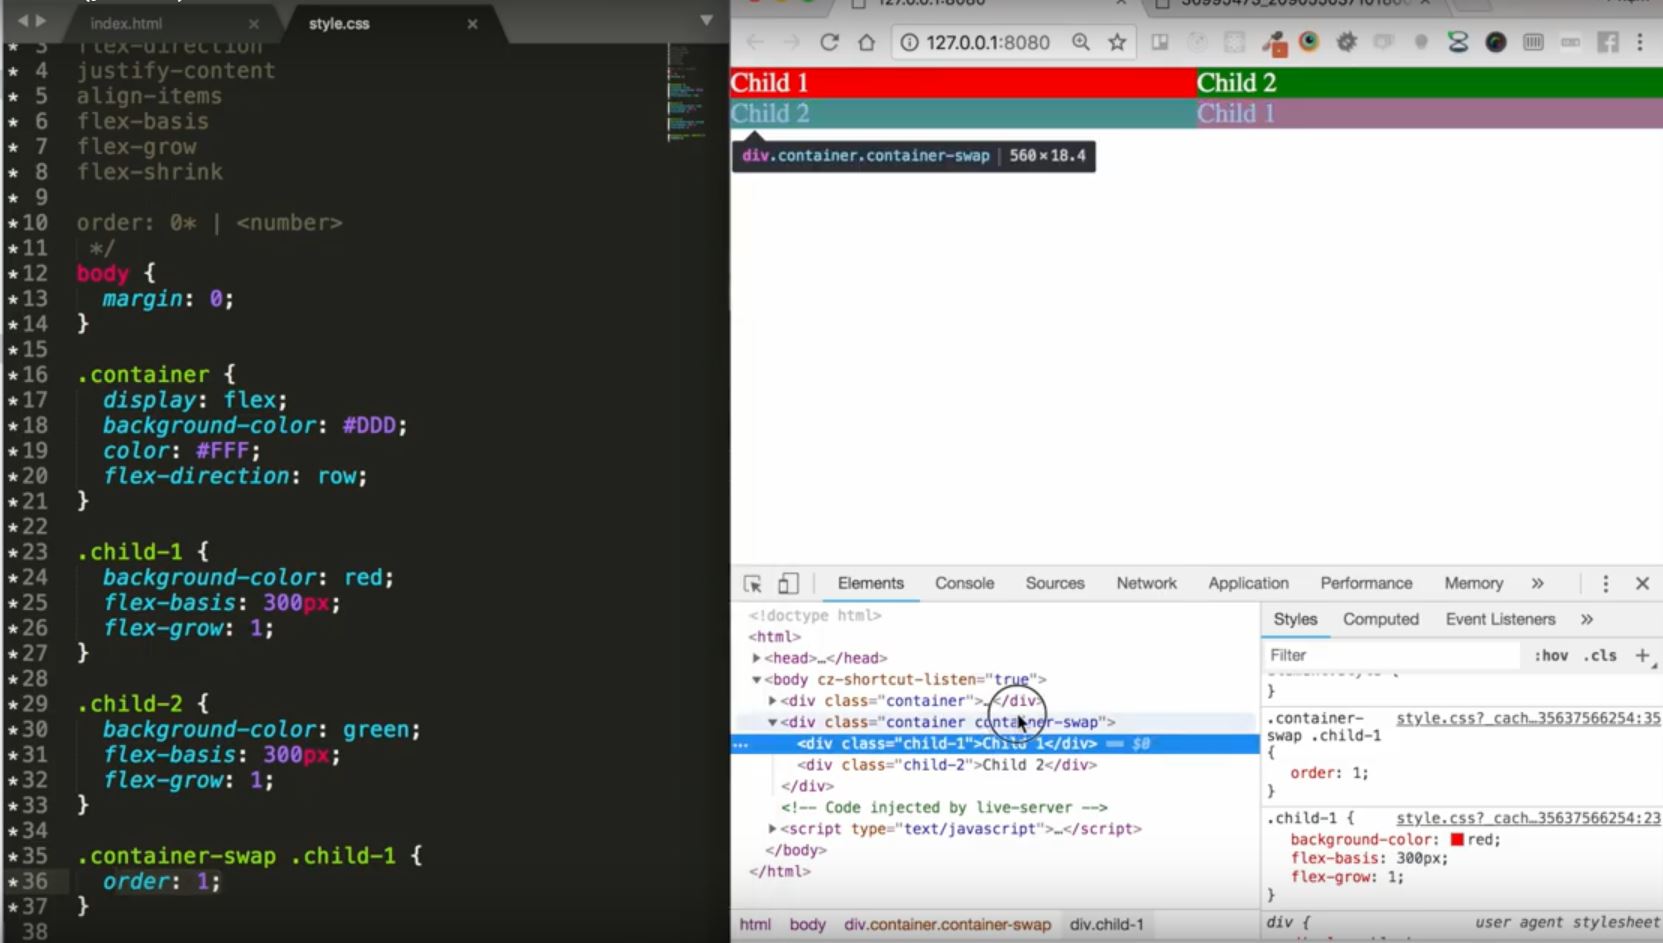 index.html
style.css
3 flex-direction
4 justify-content
5 align-items
6 flex-basis
7 flex-grow
8 flex-shrink
9
10 order: 0* | <number>
11 */
12 body {
13 margin: 0;
14 }
15
16 .container {
17 display: flex;
18 background-color: #DDD;
19 color: #FFF;
20 flex-direction: row;
21 }
22
23 .child-1 {
24 background-color: red;
25 flex-basis: 300px;
26 flex-grow: 1;
27 }
28
29 .child-2 {
30 background-color: green;
31 flex-basis: 300px;
32 flex-grow: 1;
33 }
34
35 .container-swap .child-1 {
36 order: 1;
37 }
38
127.0.0.1:8080
127.0.0.1:8080
Child 1 Child 2
Child 2 Child 1
div.container.container-swap | 560×18.4
Elements Console Sources Network Application Performance Memory »
<!doctype html>
<html>
<head>…</head>
<body cz-shortcut-listen="true">
<div class="container">…</div>
<div class="container container-swap">
<div class="child-1">Child 1</div> == $0
<div class="child-2">Child 2</div>
</div>
<!-- Code injected by live-server -->
<script type="text/javascript">…</script>
</body>
</html>
html body div.container.container-swap div.child-1
Styles Computed Event Listeners »
Filter :hov .cls +
}
.container-swap .child-1 style.css?_cach…35637566254:35
{
order: 1;
}
.child-1 { style.css?_cach…35637566254:23
background-color: red;
flex-basis: 300px;
flex-grow: 1;
}
div { user agent stylesheet